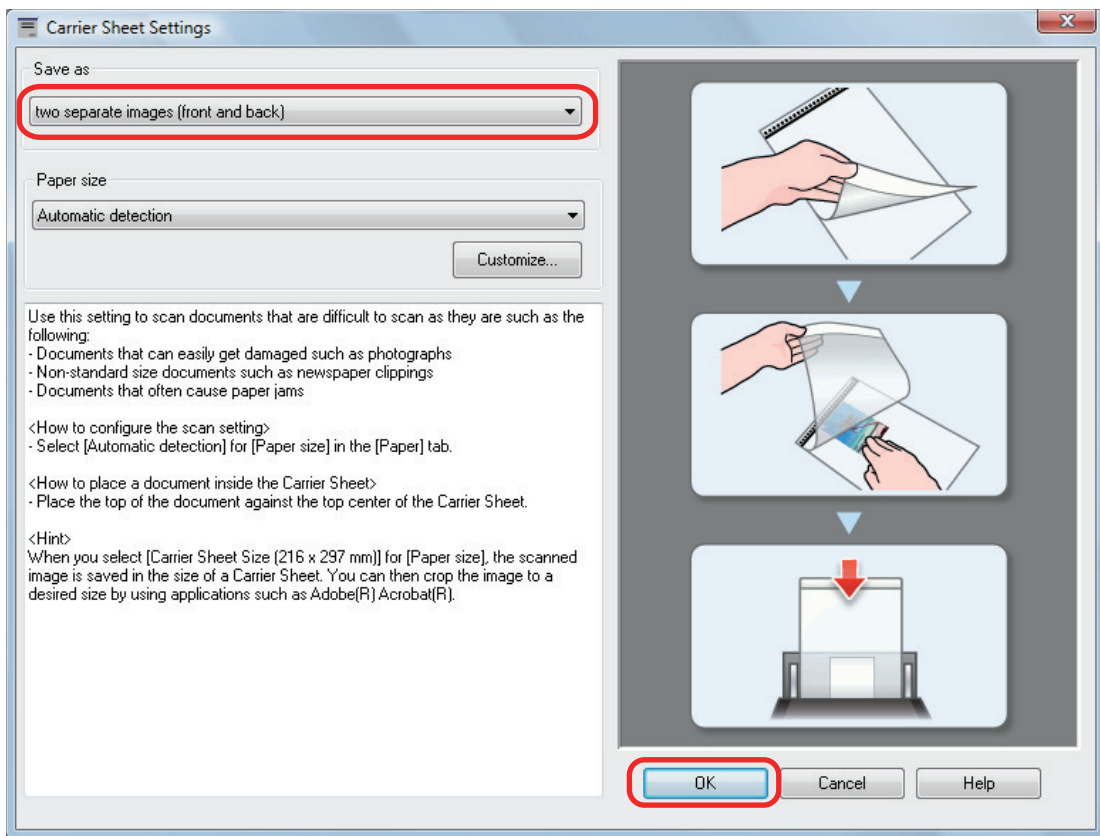 Carrier Sheet Settings
Save as
two separate images (front and back)
Paper size
Automatic detection
Customize...
Use this setting to scan documents that are difficult to scan as they are such as the
following:
- Documents that can easily get damaged such as photographs
- Non-standard size documents such as newspaper clippings
- Documents that often cause paper jams
<How to configure the scan setting>
- Select [Automatic detection] for [Paper size] in the [Paper] tab.
<How to place a document inside the Carrier Sheet>
- Place the top of the document against the top center of the Carrier Sheet.
<Hint>
When you select [Carrier Sheet Size (216 x 297 mm)] for [Paper size], the scanned
image is saved in the size of a Carrier Sheet. You can then crop the image to a
desired size by using applications such as Adobe(R) Acrobat(R).
OK
Cancel
Help